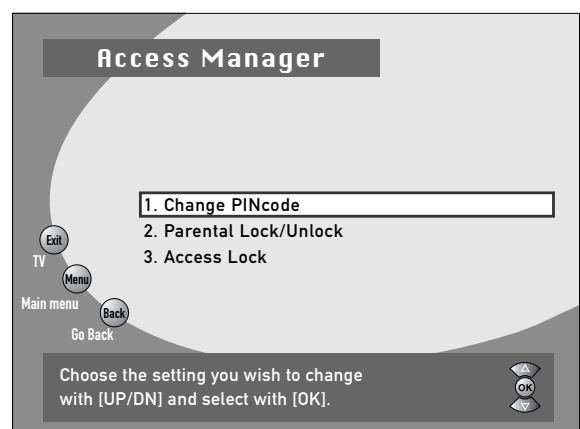 Access Manager
1. Change PINcode
2. Parental Lock/Unlock
3. Access Lock
Exit
TV
Menu
Main menu
Back
Go Back
Choose the setting you wish to change
with [UP/DN] and select with [OK].
OK